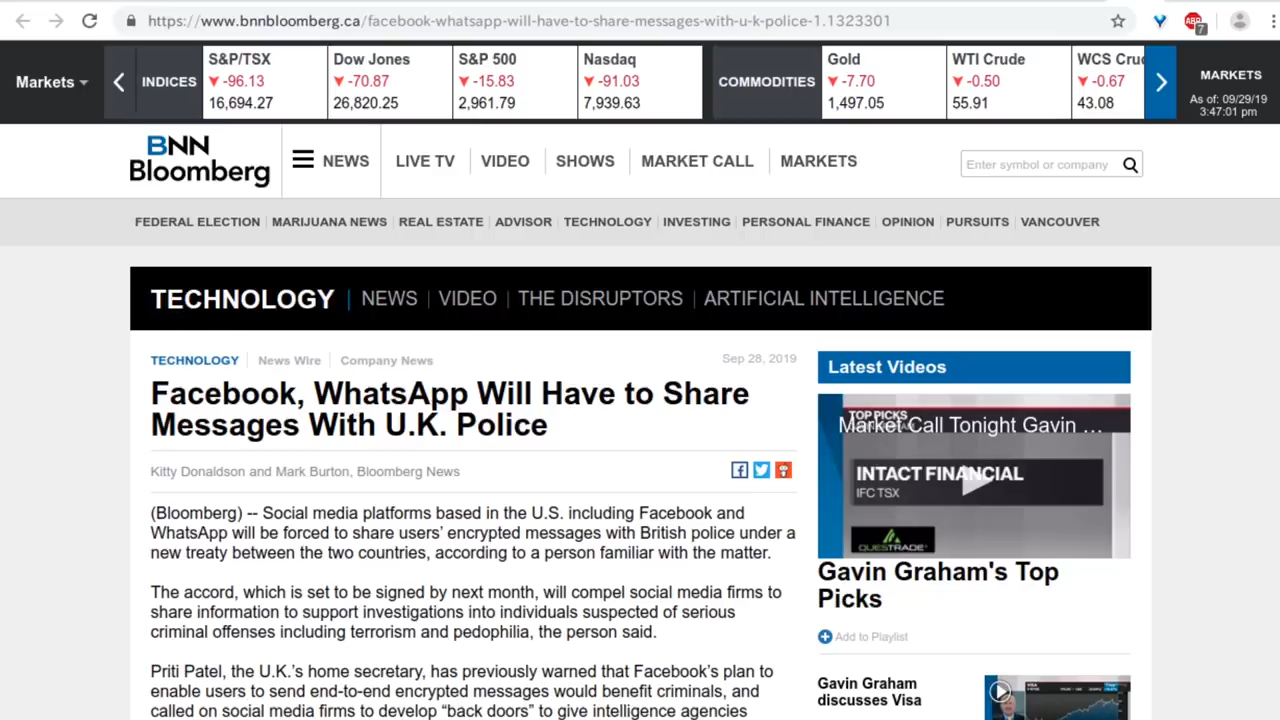 https://www.bnnbloomberg.ca/facebook-whatsapp-will-have-to-share-messages-with-u-k-police-1.1323301
ABP
7
Markets
INDICES
S&P/TSX
-96.13
16,694.27
Dow Jones
-70.87
26,820.25
S&P 500
-15.83
2,961.79
Nasdaq
-91.03
7,939.63
COMMODITIES
Gold
-7.70
1,497.05
WTI Crude
-0.50
55.91
WCS Cru
-0.67
43.08
MARKETS
As of: 09/29/19
3:47:01 pm
BNN
Bloomberg
NEWS
LIVE TV
VIDEO
SHOWS
MARKET CALL
MARKETS
Enter symbol or company
FEDERAL ELECTION
MARIJUANA NEWS
REAL ESTATE
ADVISOR
TECHNOLOGY
INVESTING
PERSONAL FINANCE
OPINION
PURSUITS
VANCOUVER
TECHNOLOGY
NEWS
VIDEO
THE DISRUPTORS
ARTIFICIAL INTELLIGENCE
TECHNOLOGY
News Wire
Company News
Sep 28, 2019
Facebook, WhatsApp Will Have to Share
Messages With U.K. Police
Kitty Donaldson and Mark Burton, Bloomberg News
(Bloomberg) -- Social media platforms based in the U.S. including Facebook and
WhatsApp will be forced to share users’ encrypted messages with British police under a
new treaty between the two countries, according to a person familiar with the matter.
The accord, which is set to be signed by next month, will compel social media firms to
share information to support investigations into individuals suspected of serious
criminal offenses including terrorism and pedophilia, the person said.
Priti Patel, the U.K.’s home secretary, has previously warned that Facebook’s plan to
enable users to send end-to-end encrypted messages would benefit criminals, and
called on social media firms to develop “back doors” to give intelligence agencies
Latest Videos
TOP PICKS
Market Call Tonight Gavin ...
INTACT FINANCIAL
IFC TSX
QUESTRADE
Gavin Graham's Top
Picks
Add to Playlist
Gavin Graham
discusses Visa